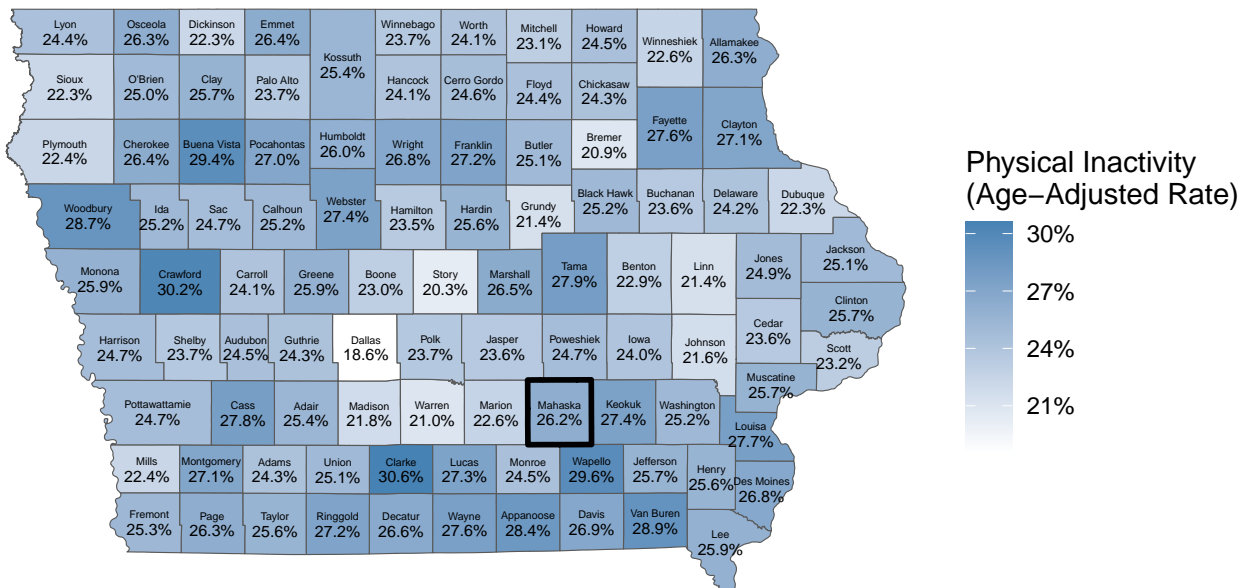 Lyon
24.4%
Osceola
26.3%
Dickinson
22.3%
Emmet
26.4%
Kossuth
25.4%
Winnebago
23.7%
Worth
24.1%
Mitchell
23.1%
Howard
24.5%
Winneshiek
22.6%
Allamakee
26.3%
Sioux
22.3%
O'Brien
25.0%
Clay
25.7%
Palo Alto
23.7%
Hancock
24.1%
Cerro Gordo
24.6%
Floyd
24.4%
Chickasaw
24.3%
Plymouth
22.4%
Cherokee
26.4%
Buena Vista
29.4%
Pocahontas
27.0%
Humboldt
26.0%
Wright
26.8%
Franklin
27.2%
Butler
25.1%
Bremer
20.9%
Fayette
27.6%
Clayton
27.1%
Woodbury
28.7%
Ida
25.2%
Sac
24.7%
Calhoun
25.2%
Webster
27.4%
Hamilton
23.5%
Hardin
25.6%
Grundy
21.4%
Black Hawk
25.2%
Buchanan
23.6%
Delaware
24.2%
Dubuque
22.3%
Monona
25.9%
Crawford
30.2%
Carroll
24.1%
Greene
25.9%
Boone
23.0%
Story
20.3%
Marshall
26.5%
Tama
27.9%
Benton
22.9%
Linn
21.4%
Jones
24.9%
Jackson
25.1%
Clinton
25.7%
Harrison
24.7%
Shelby
23.7%
Audubon
24.5%
Guthrie
24.3%
Dallas
18.6%
Polk
23.7%
Jasper
23.6%
Poweshiek
24.7%
Iowa
24.0%
Johnson
21.6%
Cedar
23.6%
Scott
23.2%
Muscatine
25.7%
Pottawattamie
24.7%
Cass
27.8%
Adair
25.4%
Madison
21.8%
Warren
21.0%
Marion
22.6%
Mahaska
26.2%
Keokuk
27.4%
Washington
25.2%
Louisa
27.7%
Mills
22.4%
Montgomery
27.1%
Adams
24.3%
Union
25.1%
Clarke
30.6%
Lucas
27.3%
Monroe
24.5%
Wapello
29.6%
Jefferson
25.7%
Henry
25.6%
Des Moines
26.8%
Fremont
25.3%
Page
26.3%
Taylor
25.6%
Ringgold
27.2%
Decatur
26.6%
Wayne
27.6%
Appanoose
28.4%
Davis
26.9%
Van Buren
28.9%
Lee
25.9%
Physical Inactivity
(Age−Adjusted Rate)
30%
27%
24%
21%